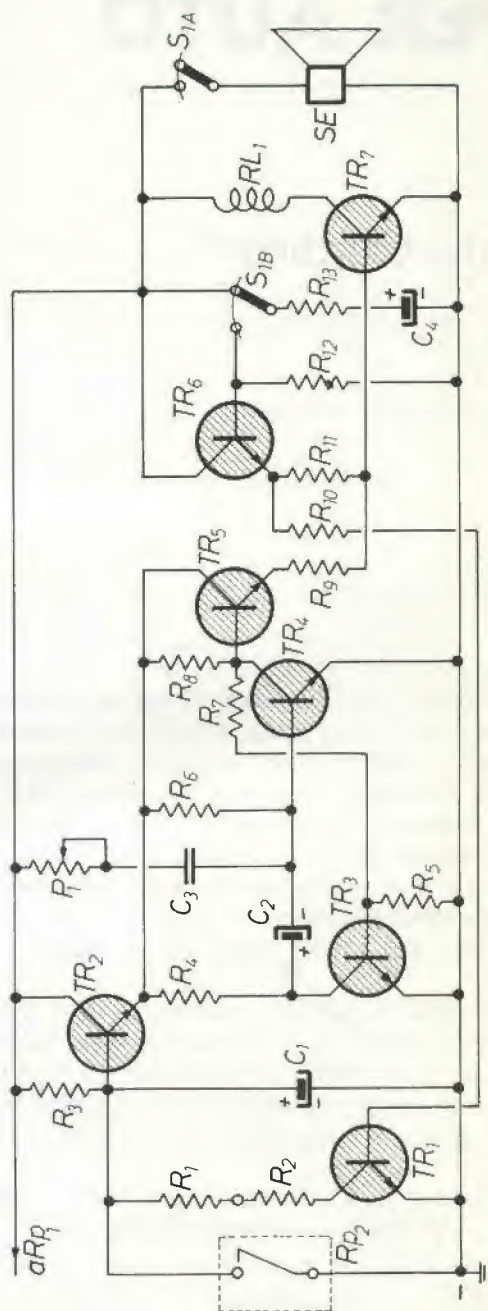 S1A
aRp1
R3
TR2
P1
R8
TR5
TR6
S1B
RL1
SE
R4
C3
R6
R7
TR4
R9
R10
R11
R12
R13
TR7
C2
+ -
+
-
C4
R1
R2
+
-
C1
TR3
R5
Rp2
TR1
-